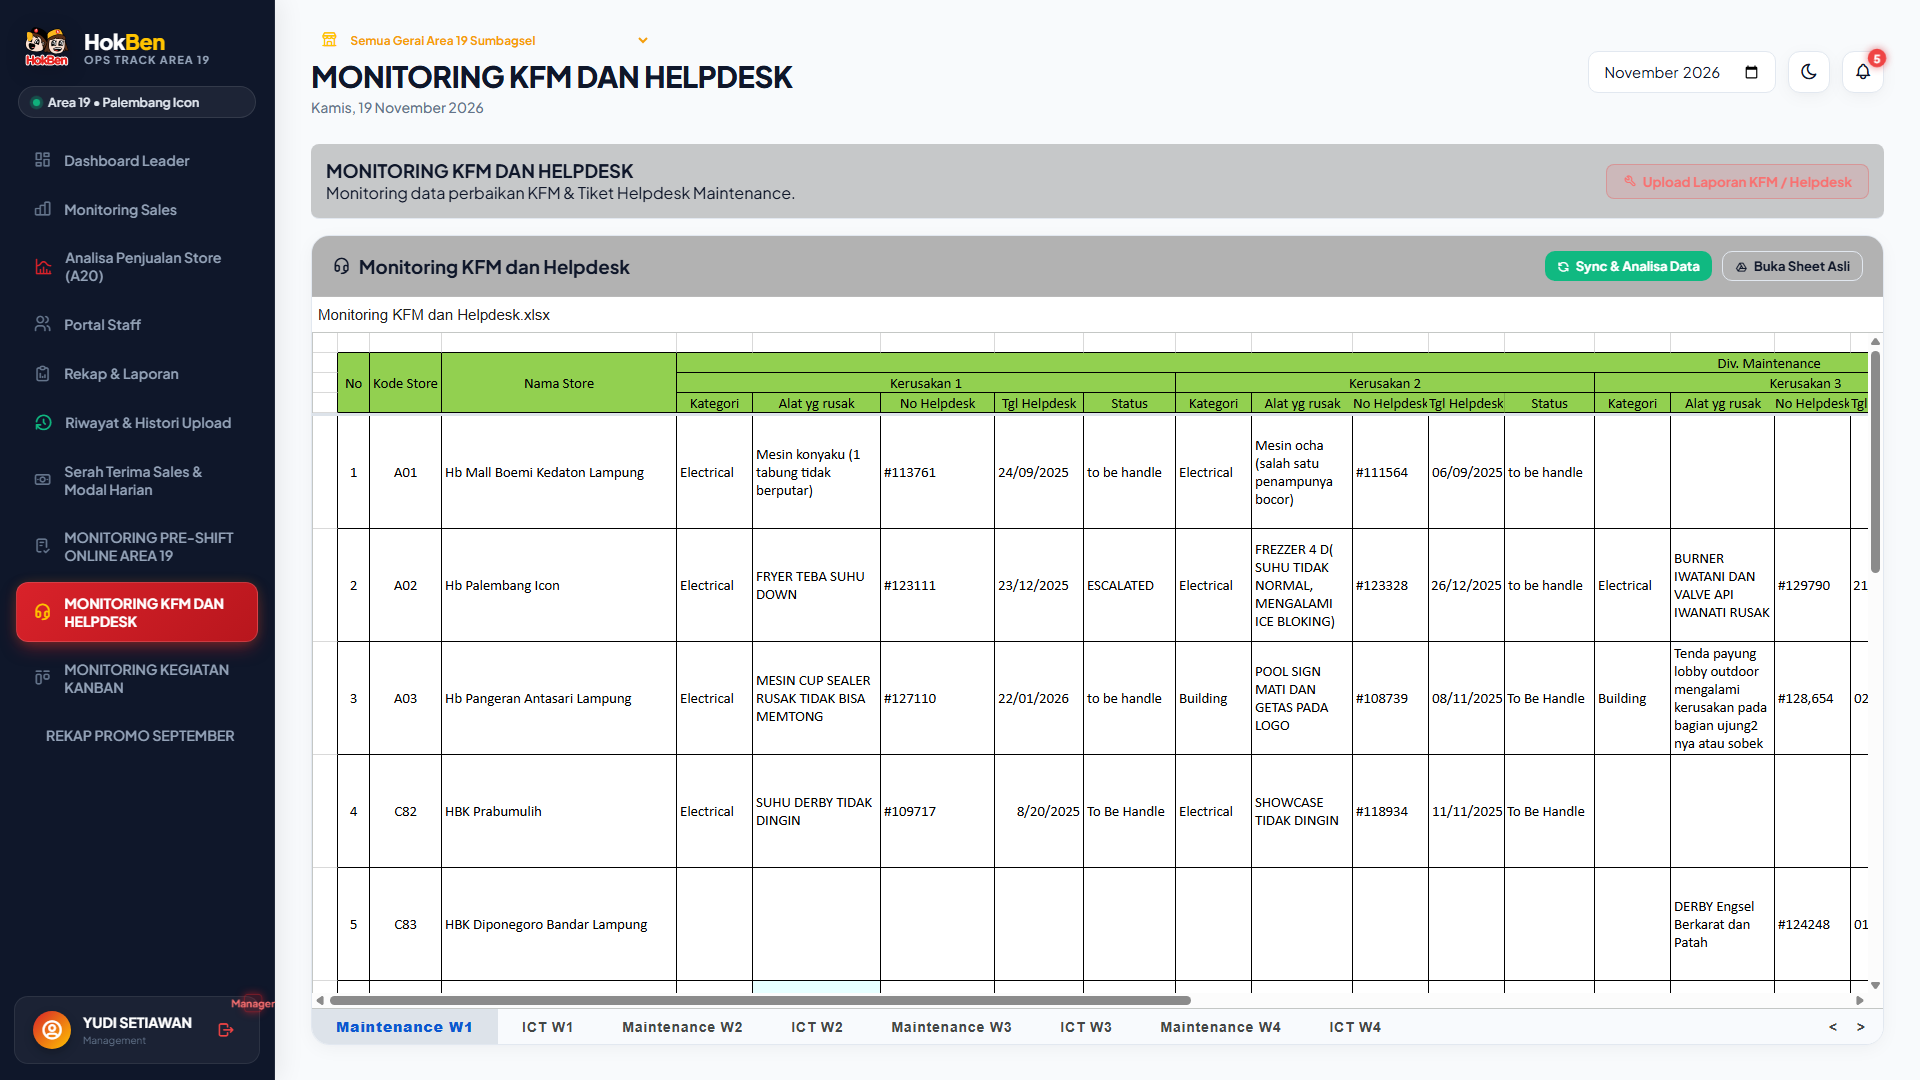 HokBen
HokBen
OPS TRACK AREA 19
Area 19 • Palembang Icon
Dashboard Leader
Monitoring Sales
Analisa Penjualan Store
(A20)
Portal Staff
Rekap & Laporan
Riwayat & Histori Upload
Serah Terima Sales &
Modal Harian
MONITORING PRE-SHIFT
ONLINE AREA 19
MONITORING KFM DAN
HELPDESK
MONITORING KEGIATAN
KANBAN
REKAP PROMO SEPTEMBER
Manager
YUDI SETIAWAN
Management
Semua Gerai Area 19 Sumbagsel
MONITORING KFM DAN HELPDESK
Kamis, 19 November 2026
November 2026
5
MONITORING KFM DAN HELPDESK
Monitoring data perbaikan KFM & Tiket Helpdesk Maintenance.
Upload Laporan KFM / Helpdesk
Monitoring KFM dan Helpdesk
Sync & Analisa Data
Buka Sheet Asli
Monitoring KFM dan Helpdesk.xlsx
Div. Maintenance
No Kode Store Nama Store Kerusakan 1 Kerusakan 2 Kerusakan 3
Kategori Alat yg rusak No Helpdesk Tgl Helpdesk Status Kategori Alat yg rusak No Helpdesk Tgl Helpdesk Status Kategori Alat yg rusak No Helpdesk Tgl
1 A01 Hb Mall Boemi Kedaton Lampung Electrical
Mesin konyaku (1
tabung tidak
berputar)
#113761 24/09/2025 to be handle Electrical
Mesin ocha
(salah satu
penampunya
bocor)
#111564 06/09/2025 to be handle
2 A02 Hb Palembang Icon Electrical
FRYER TEBA SUHU
DOWN
#123111 23/12/2025 ESCALATED Electrical
FREZZER 4 D(
SUHU TIDAK
NORMAL,
MENGALAMI
ICE BLOKING)
#123328 26/12/2025 to be handle Electrical
BURNER
IWATANI DAN
VALVE API
IWANATI RUSAK
#129790 21
3 A03 Hb Pangeran Antasari Lampung Electrical
MESIN CUP SEALER
RUSAK TIDAK BISA
MEMTONG
#127110 22/01/2026 to be handle Building
POOL SIGN
MATI DAN
GETAS PADA
LOGO
#108739 08/11/2025 To Be Handle Building
Tenda payung
lobby outdoor
mengalami
kerusakan pada
bagian ujung2
nya atau sobek
#128,654 02
4 C82 HBK Prabumulih Electrical
SUHU DERBY TIDAK
DINGIN
#109717 8/20/2025 To Be Handle Electrical
SHOWCASE
TIDAK DINGIN
#118934 11/11/2025 To Be Handle
5 C83 HBK Diponegoro Bandar Lampung
DERBY Engsel
Berkarat dan
Patah
#124248 01
Maintenance W1 ICT W1 Maintenance W2 ICT W2 Maintenance W3 ICT W3 Maintenance W4 ICT W4 < >